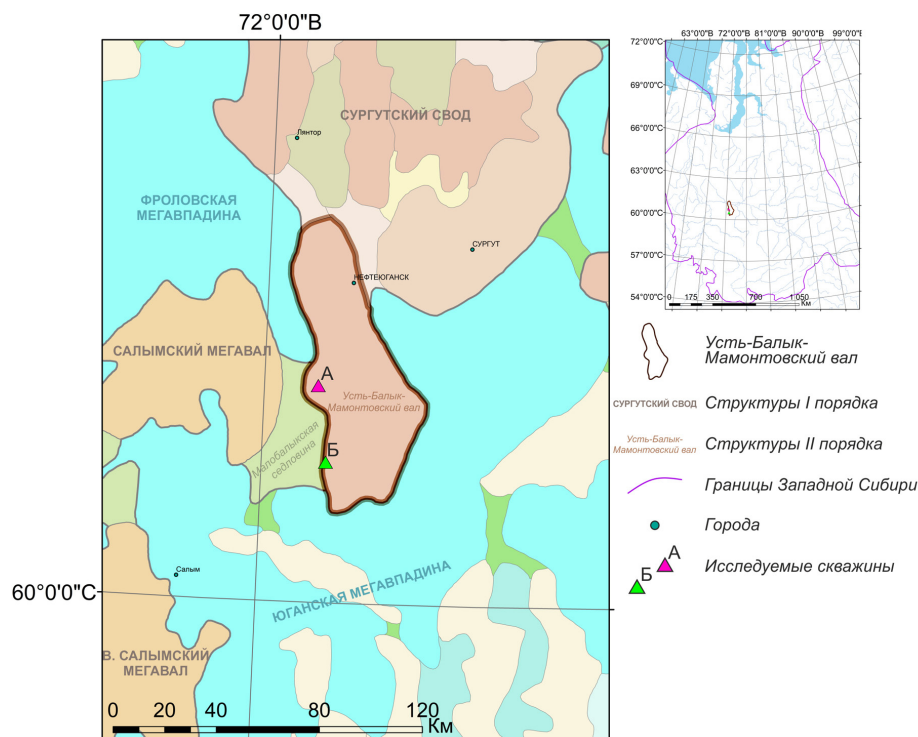 72°0'0"В
СУРГУТСКИЙ СВОД
Лянтор
ФРОЛОВСКАЯ
МЕГАВПАДИНА
СУРГУТ
НЕФТЕЮГАНСК
САЛЫМСКИЙ МЕГАВАЛ
А
Усть-Балык-
Мамонтовский вал
Малобалыкская
седловина
Б
Салым
60°0'0"С
ЮГАНСКАЯ МЕГАВПАДИНА
В. САЛЫМСКИЙ
МЕГАВАЛ
0 10 20 40 60 80 120
Км
63°0'0"С 72°0'0"В 81°0'0"В 90°0'0"В 99°0'0"В
72°0'0"С
69°0'0"С
66°0'0"С
63°0'0"С
60°0'0"С
57°0'0"С
54°0'0"С
0 175 350 700 1 050
Км
Усть-Балык-
Мамонтовский вал
СУРГУТСКИЙ СВОД Структуры I порядка
Усть-Балык-
Мамонтовский вал Структуры II порядка
Границы Западной Сибири
Города
Б А Исследуемые скважины